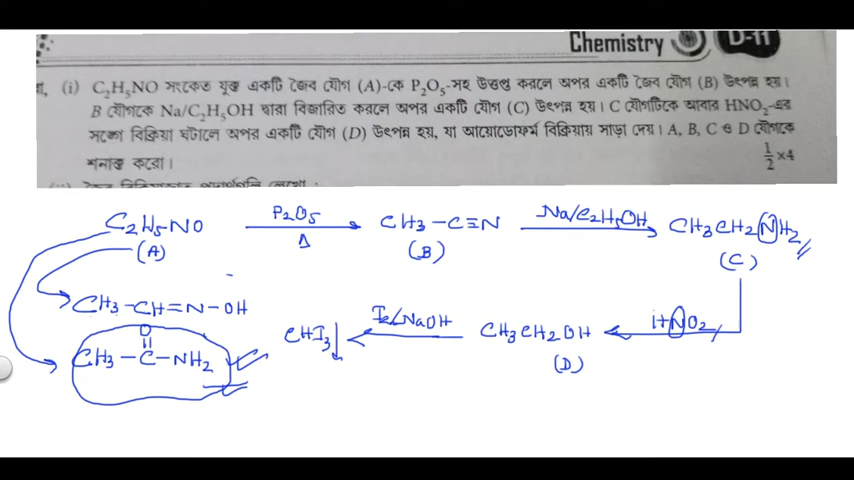 Chemistry D-11
(i) C₂H₅NO সংকেত যুক্ত একটি জৈব যৌগ (A)-কে P₂O₅-সহ উত্তপ্ত করলে অপর একটি জৈব যৌগ (B) উৎপন্ন হয়।
B যৌগকে Na/C₂H₅OH দ্বারা বিজারিত করলে অপর একটি যৌগ (C) উৎপন্ন হয়। C যৌগটিকে আবার HNO₂-এর
সঙ্গে বিক্রিয়া ঘটালে অপর একটি যৌগ (D) উৎপন্ন হয়, যা আয়োডোফর্ম বিক্রিয়ায় সাড়া দেয়। A, B, C ও D যৌগকে
শনাক্ত করো। ½×4
C₂H₅NO P₂O₅ Δ CH₃-C≡N Na/C₂H₅OH CH₃CH₂NH₂
(A) (B) (C)
CH₃-CH=N-OH CHI₃↓ I₂/NaOH CH₃CH₂OH HNO₂
O
CH₃-C-NH₂ (D)